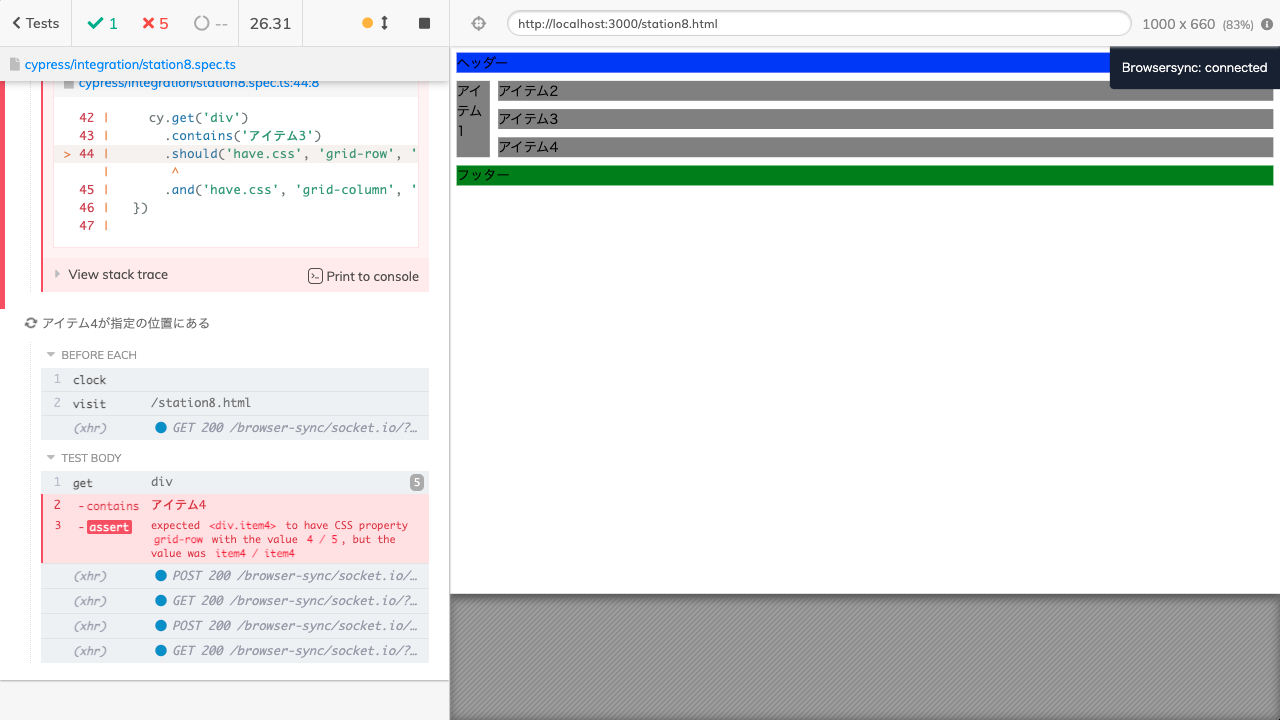 Tests
1
5
--
26.31
http://localhost:3000/station8.html
1000 x 660 (83%)
cypress/integration/station8.spec.ts
cypress/integration/station8.spec.ts:44:8
42 | cy.get('div')
43 | .contains('アイテム3')
> 44 | .should('have.css', 'grid-row', '
| ^
45 | .and('have.css', 'grid-column', '
46 | })
47 |
View stack trace
Print to console
アイテム4が指定の位置にある
BEFORE EACH
1 clock
2 visit /station8.html
(xhr) GET 200 /browser-sync/socket.io/?…
TEST BODY
1 get div 5
2 -contains アイテム4
3 -assert expected <div.item4> to have CSS property
grid-row with the value 4 / 5, but the
value was item4 / item4
(xhr) POST 200 /browser-sync/socket.io/…
(xhr) GET 200 /browser-sync/socket.io/?…
(xhr) POST 200 /browser-sync/socket.io/…
(xhr) GET 200 /browser-sync/socket.io/?…
ヘッダー
Browsersync: connected
アイ
テム
1
アイテム2
アイテム3
アイテム4
フッター